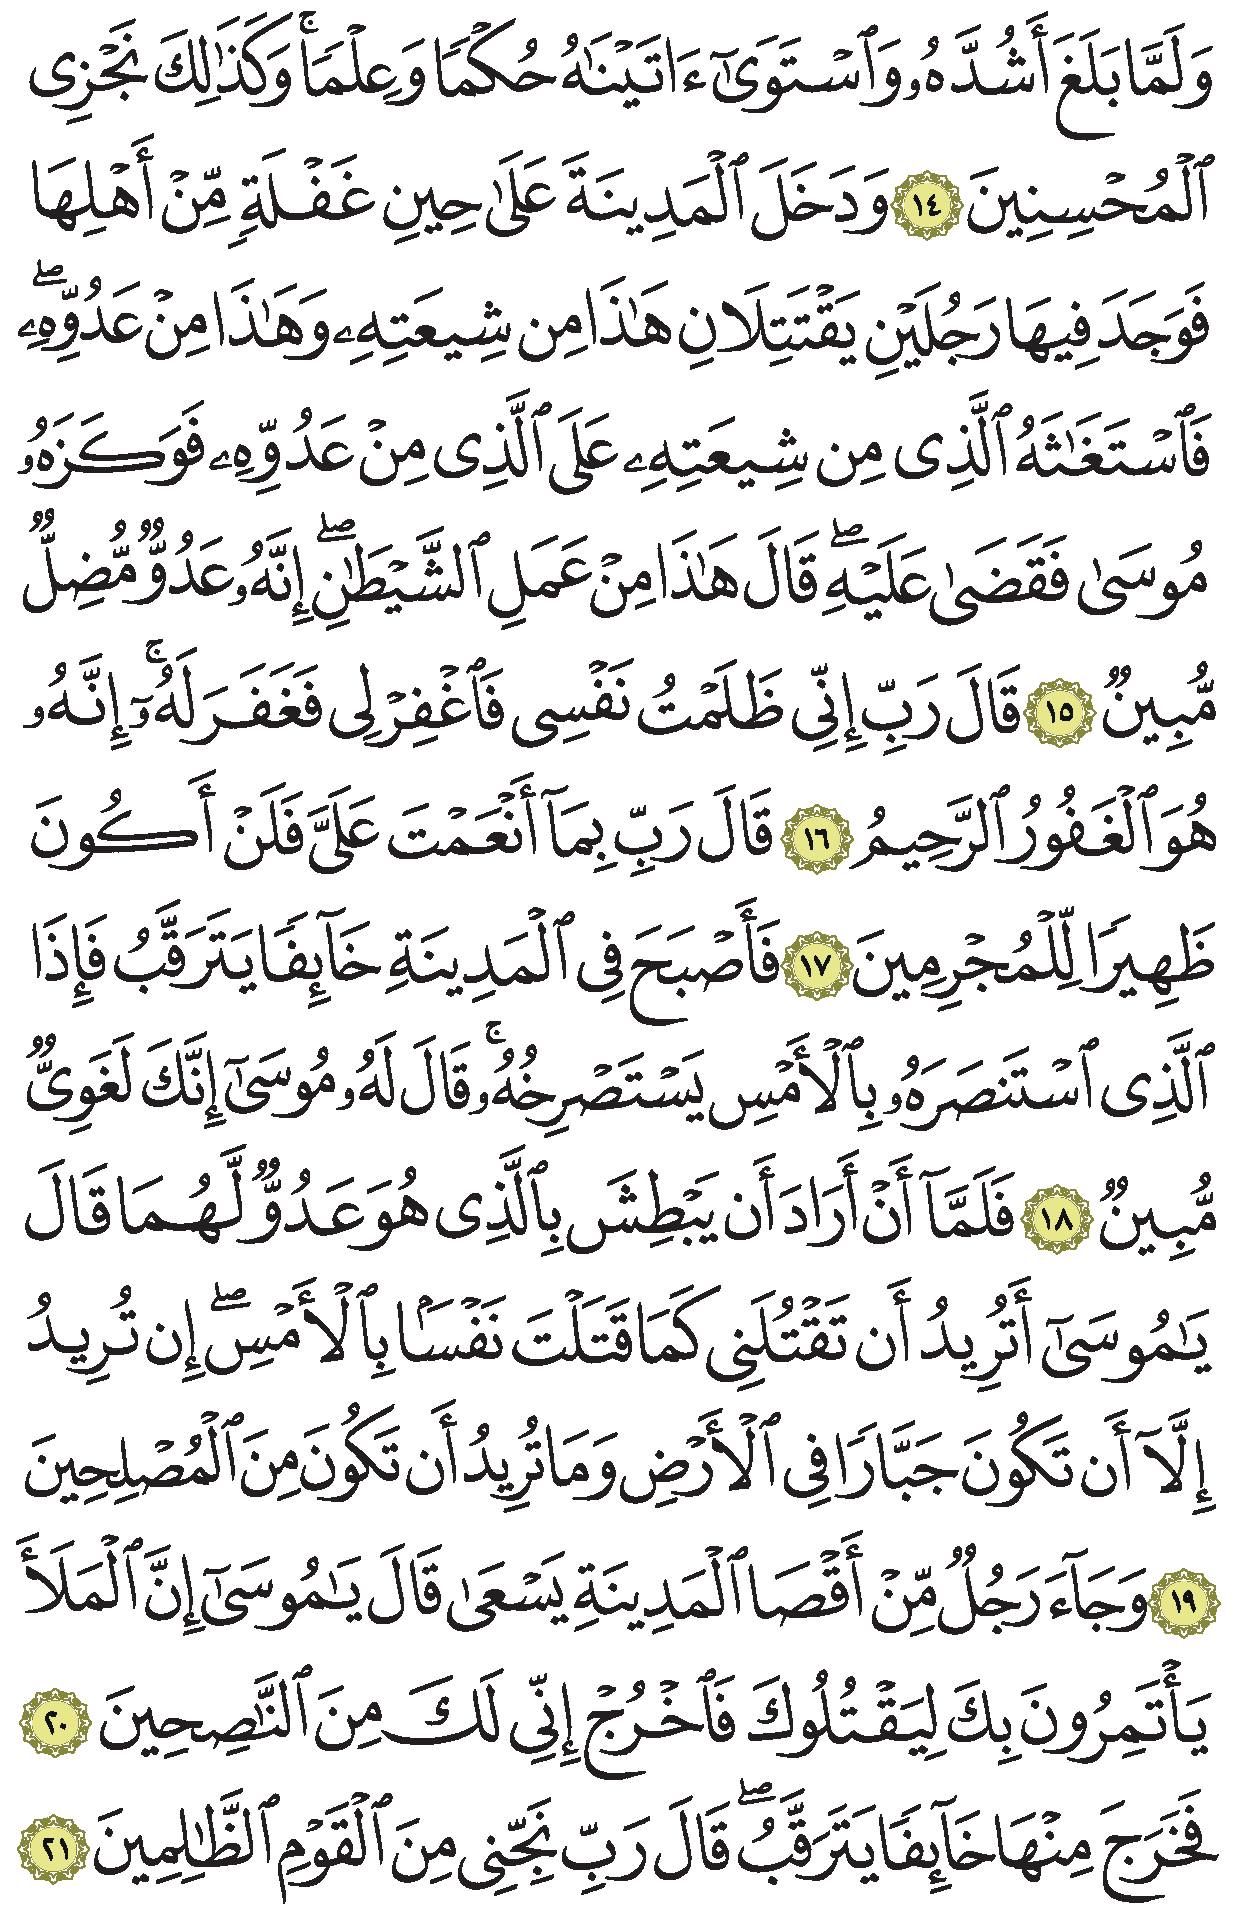 وَلَمَّا بَلَغَ أَشُدَّهُۥ وَٱسۡتَوَىٰٓ ءَاتَيۡنَٰهُ حُكۡمٗا وَعِلۡمٗاۚ وَكَذَٰلِكَ نَجۡزِي
ٱلۡمُحۡسِنِينَ ١٤ وَدَخَلَ ٱلۡمَدِينَةَ عَلَىٰ حِينِ غَفۡلَةٖ مِّنۡ أَهۡلِهَا
فَوَجَدَ فِيهَا رَجُلَيۡنِ يَقۡتَتِلَانِ هَٰذَا مِن شِيعَتِهِۦ وَهَٰذَا مِنۡ عَدُوِّهِۦۖ
فَٱسۡتَغَٰثَهُ ٱلَّذِي مِن شِيعَتِهِۦ عَلَى ٱلَّذِي مِنۡ عَدُوِّهِۦ فَوَكَزَهُۥ
مُوسَىٰ فَقَضَىٰ عَلَيۡهِۖ قَالَ هَٰذَا مِنۡ عَمَلِ ٱلشَّيۡطَٰنِۖ إِنَّهُۥ عَدُوّٞ مُّضِلّٞ
مُّبِينٞ ١٥ قَالَ رَبِّ إِنِّي ظَلَمۡتُ نَفۡسِي فَٱغۡفِرۡ لِي فَغَفَرَ لَهُۥٓۚ إِنَّهُۥ
هُوَ ٱلۡغَفُورُ ٱلرَّحِيمُ ١٦ قَالَ رَبِّ بِمَآ أَنۡعَمۡتَ عَلَيَّ فَلَنۡ أَكُونَ
ظَهِيرٗا لِّلۡمُجۡرِمِينَ ١٧ فَأَصۡبَحَ فِي ٱلۡمَدِينَةِ خَآئِفٗا يَتَرَقَّبُ فَإِذَا
ٱلَّذِي ٱسۡتَنصَرَهُۥ بِٱلۡأَمۡسِ يَسۡتَصۡرِخُهُۥۚ قَالَ لَهُۥ مُوسَىٰٓ إِنَّكَ لَغَوِيّٞ
مُّبِينٞ ١٨ فَلَمَّآ أَنۡ أَرَادَ أَن يَبۡطِشَ بِٱلَّذِي هُوَ عَدُوّٞ لَّهُمَا قَالَ
يَٰمُوسَىٰٓ أَتُرِيدُ أَن تَقۡتُلَنِي كَمَا قَتَلۡتَ نَفۡسَۢا بِٱلۡأَمۡسِۖ إِن تُرِيدُ
إِلَّآ أَن تَكُونَ جَبَّارٗا فِي ٱلۡأَرۡضِ وَمَا تُرِيدُ أَن تَكُونَ مِنَ ٱلۡمُصۡلِحِينَ
١٩ وَجَآءَ رَجُلٞ مِّنۡ أَقۡصَا ٱلۡمَدِينَةِ يَسۡعَىٰ قَالَ يَٰمُوسَىٰٓ إِنَّ ٱلۡمَلَأَ
يَأۡتَمِرُونَ بِكَ لِيَقۡتُلُوكَ فَٱخۡرُجۡ إِنِّي لَكَ مِنَ ٱلنَّٰصِحِينَ ٢٠
فَخَرَجَ مِنۡهَا خَآئِفٗا يَتَرَقَّبُۖ قَالَ رَبِّ نَجِّنِي مِنَ ٱلۡقَوۡمِ ٱلظَّٰلِمِينَ ٢١